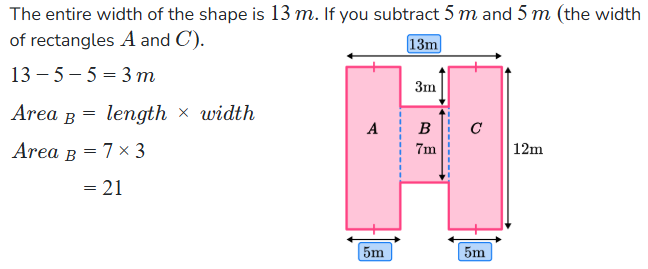 The entire width of the shape is 13 m. If you subtract 5 m and 5 m (the width
of rectangles A and C).
13 − 5 − 5 = 3 m
Area B = length × width
Area B = 7 × 3
= 21
13m
3m
A
B
C
7m
12m
5m
5m